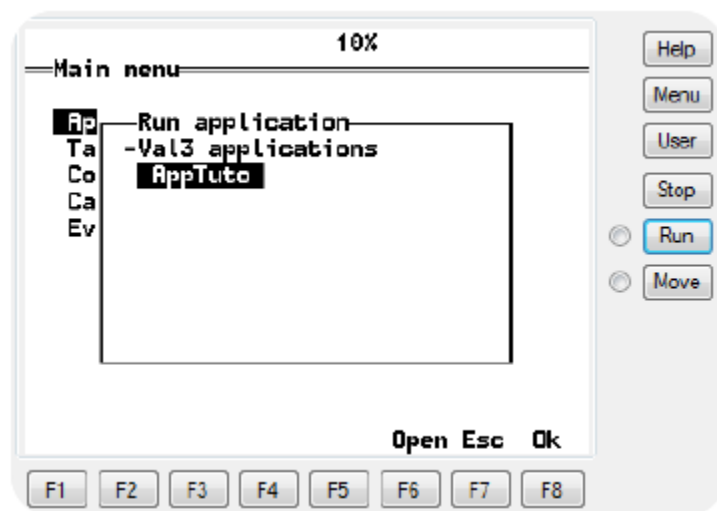 10%
Main menu
Ap
Run application
Ta
-Val3 applications
Co
AppTuto
Ca
Ev
Open Esc Ok
Help
Menu
User
Stop
Run
Move
F1 F2 F3 F4 F5 F6 F7 F8